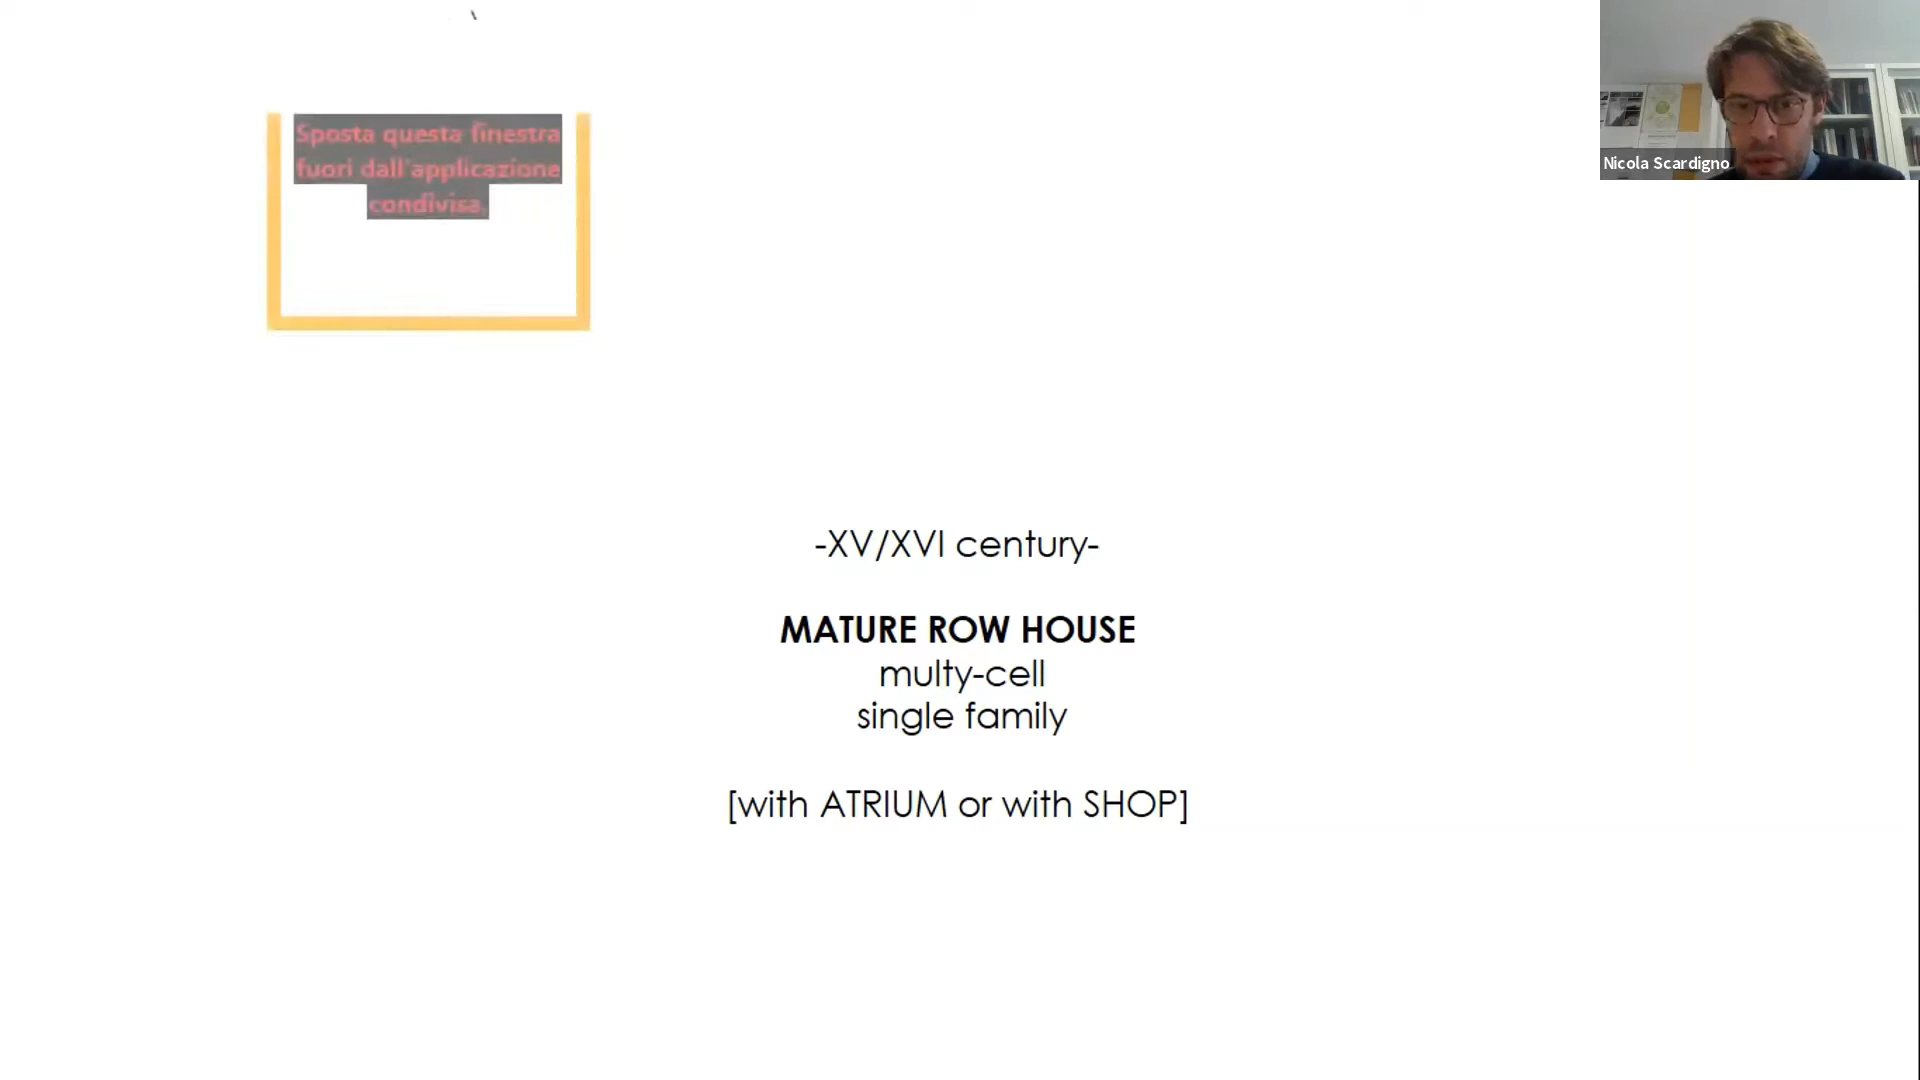 Sposta questa finestra
fuori dall'applicazione
condivisa.
Nicola Scardigno
-XV/XVI century-
MATURE ROW HOUSE
multy-cell
single family
[with ATRIUM or with SHOP]